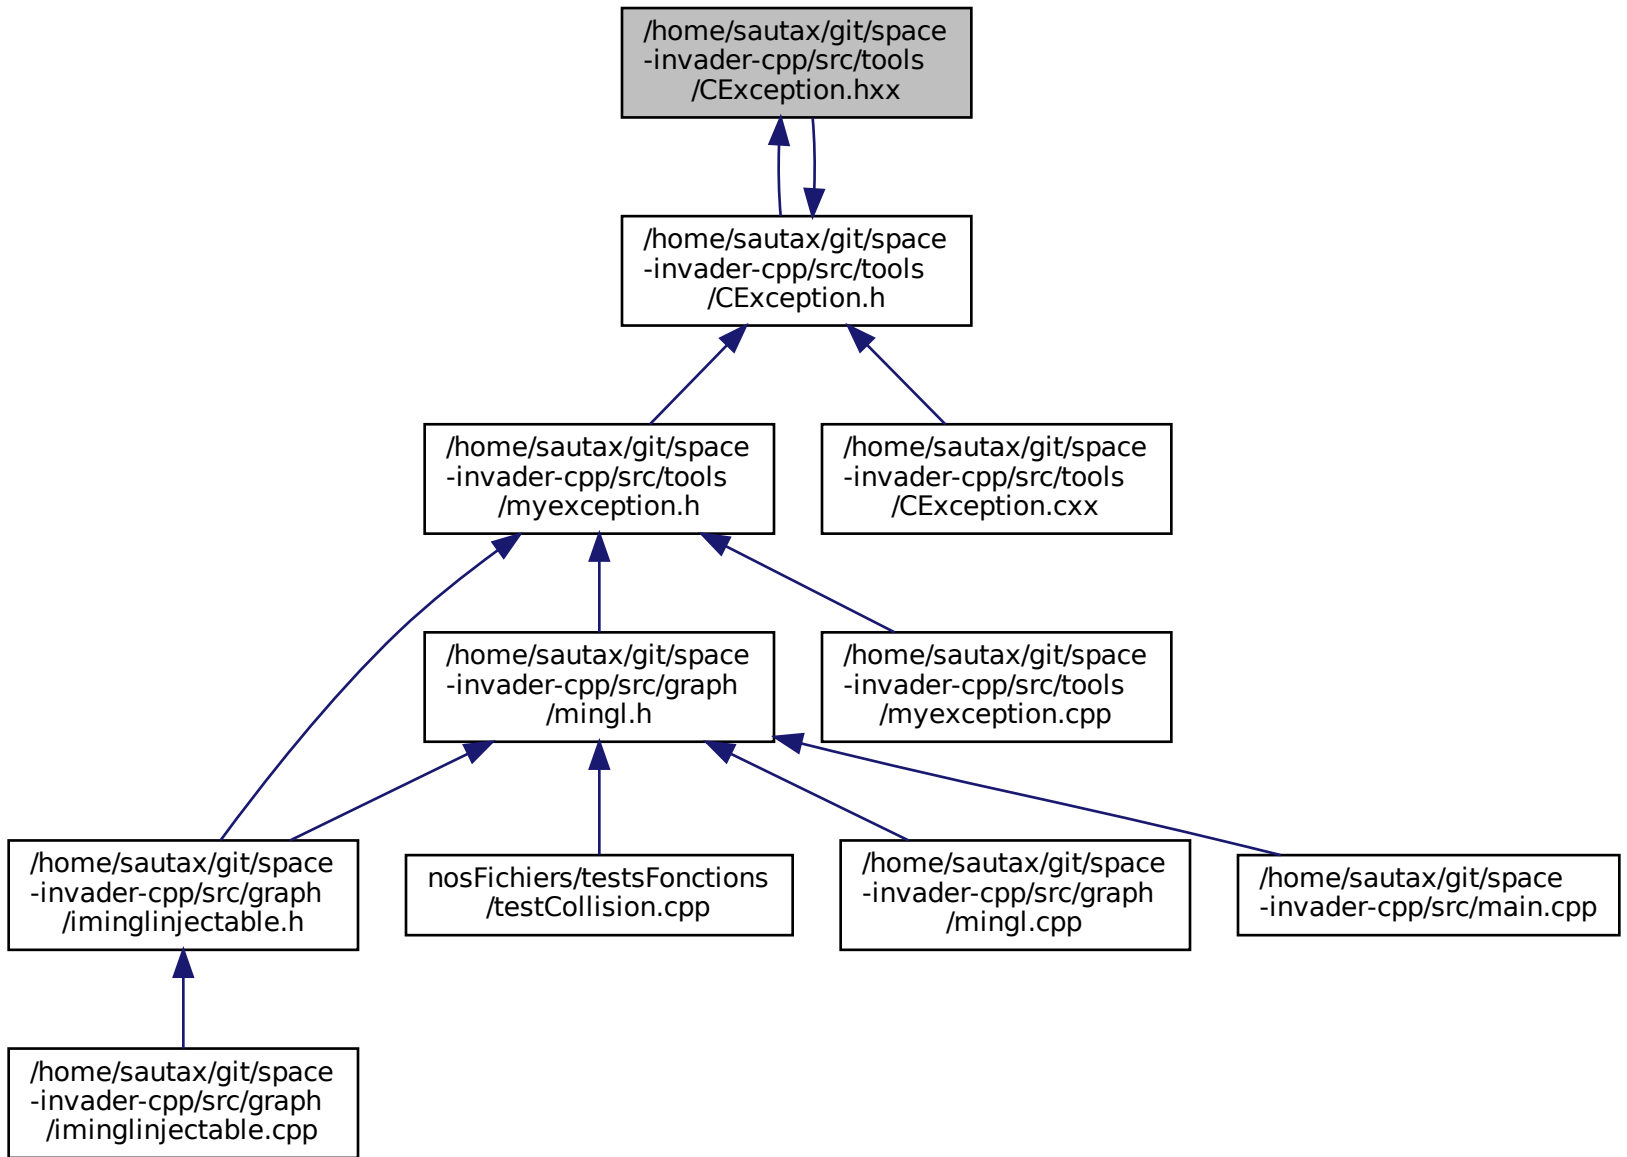 /home/sautax/git/space
-invader-cpp/src/tools
/CException.hxx
/home/sautax/git/space
-invader-cpp/src/tools
/CException.h
/home/sautax/git/space
-invader-cpp/src/tools
/myexception.h
/home/sautax/git/space
-invader-cpp/src/tools
/CException.cxx
/home/sautax/git/space
-invader-cpp/src/graph
/mingl.h
/home/sautax/git/space
-invader-cpp/src/tools
/myexception.cpp
/home/sautax/git/space
-invader-cpp/src/graph
/iminglinjectable.h
nosFichiers/testsFonctions
/testCollision.cpp
/home/sautax/git/space
-invader-cpp/src/graph
/mingl.cpp
/home/sautax/git/space
-invader-cpp/src/main.cpp
/home/sautax/git/space
-invader-cpp/src/graph
/iminglinjectable.cpp